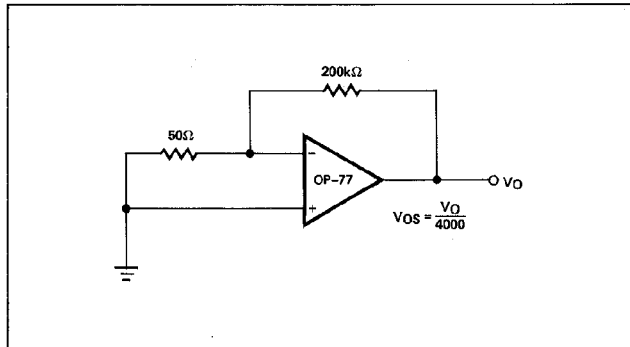 200kΩ
50Ω
−
OP-77
+
VO
VOS = VO
4000